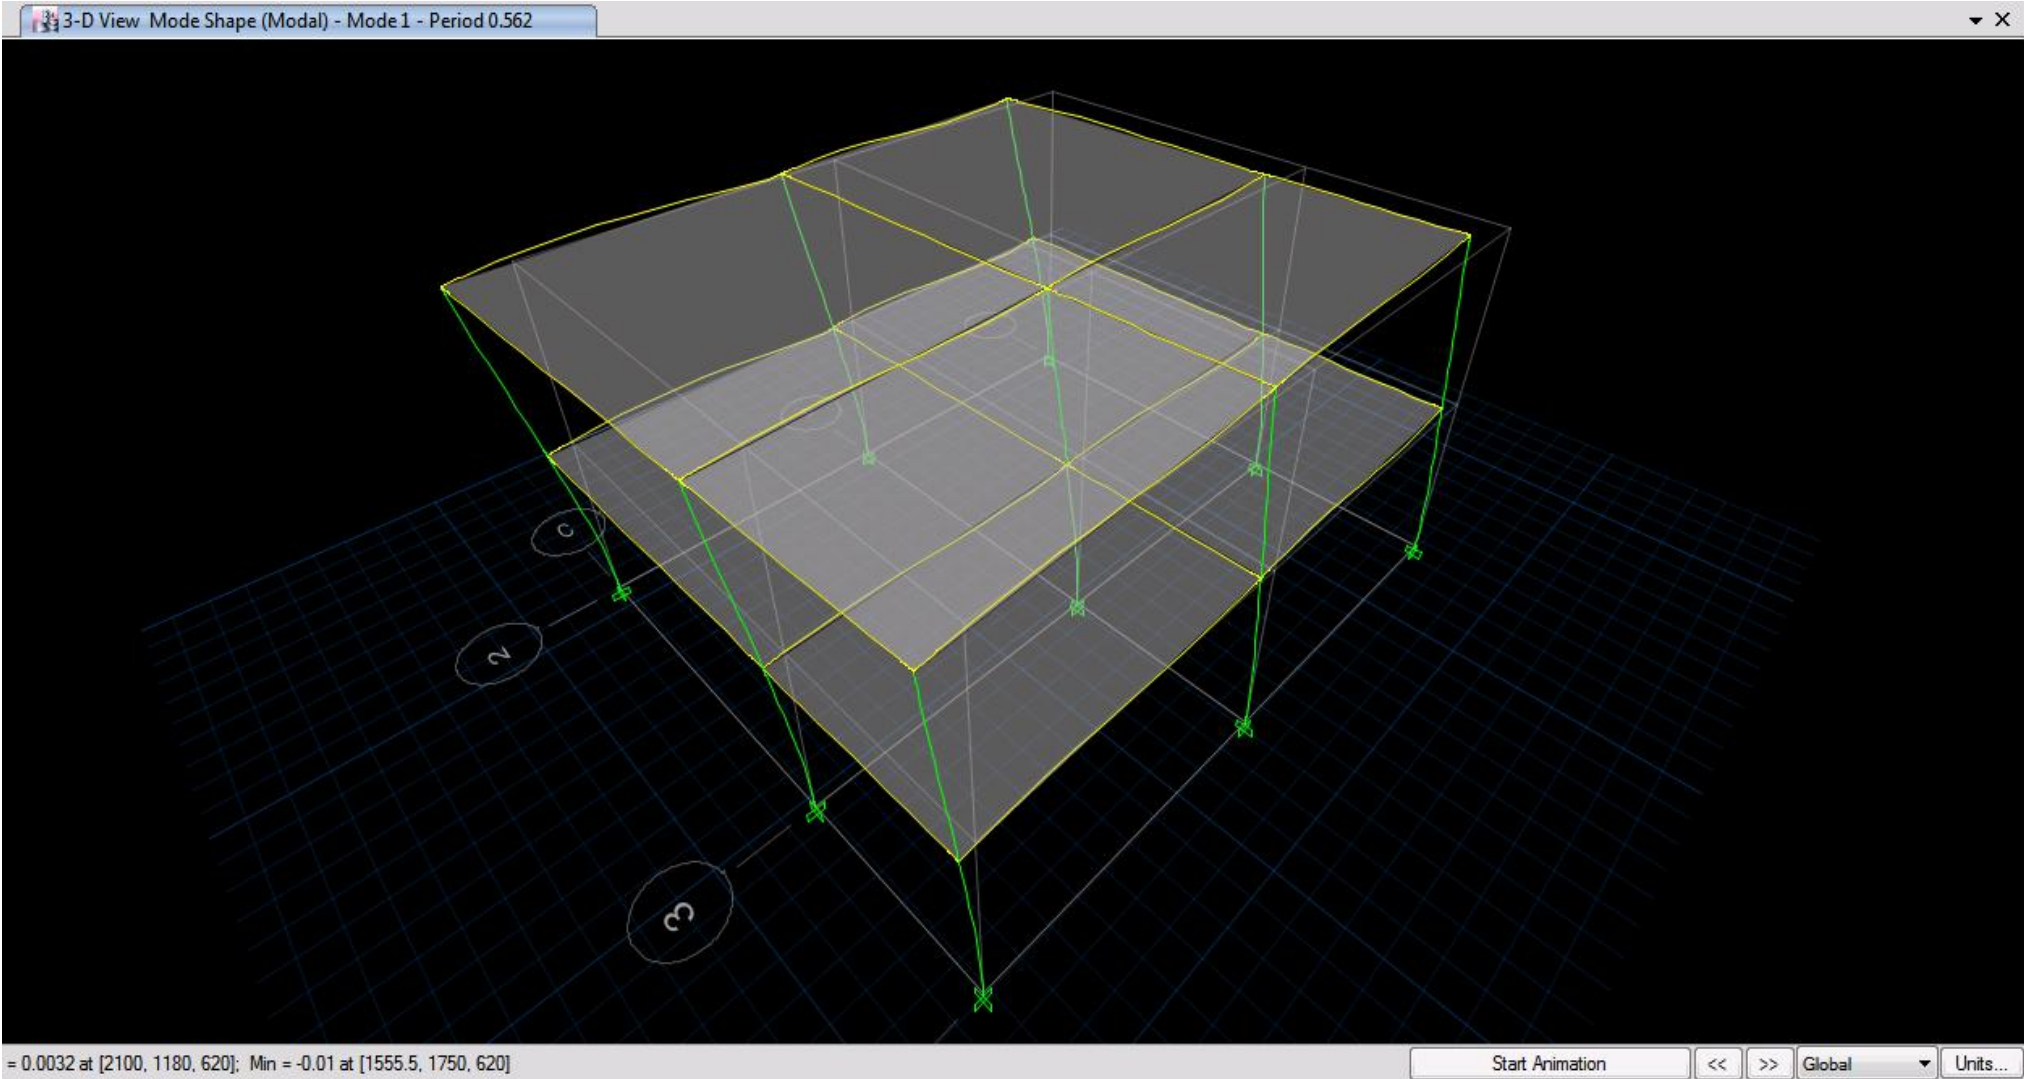 3-D View Mode Shape (Modal) - Mode 1 - Period 0.562
C
2
3
= 0.0032 at [2100, 1180, 620]; Min = -0.01 at [1555.5, 1750, 620]
Start Animation
<<
>>
Global
Units...